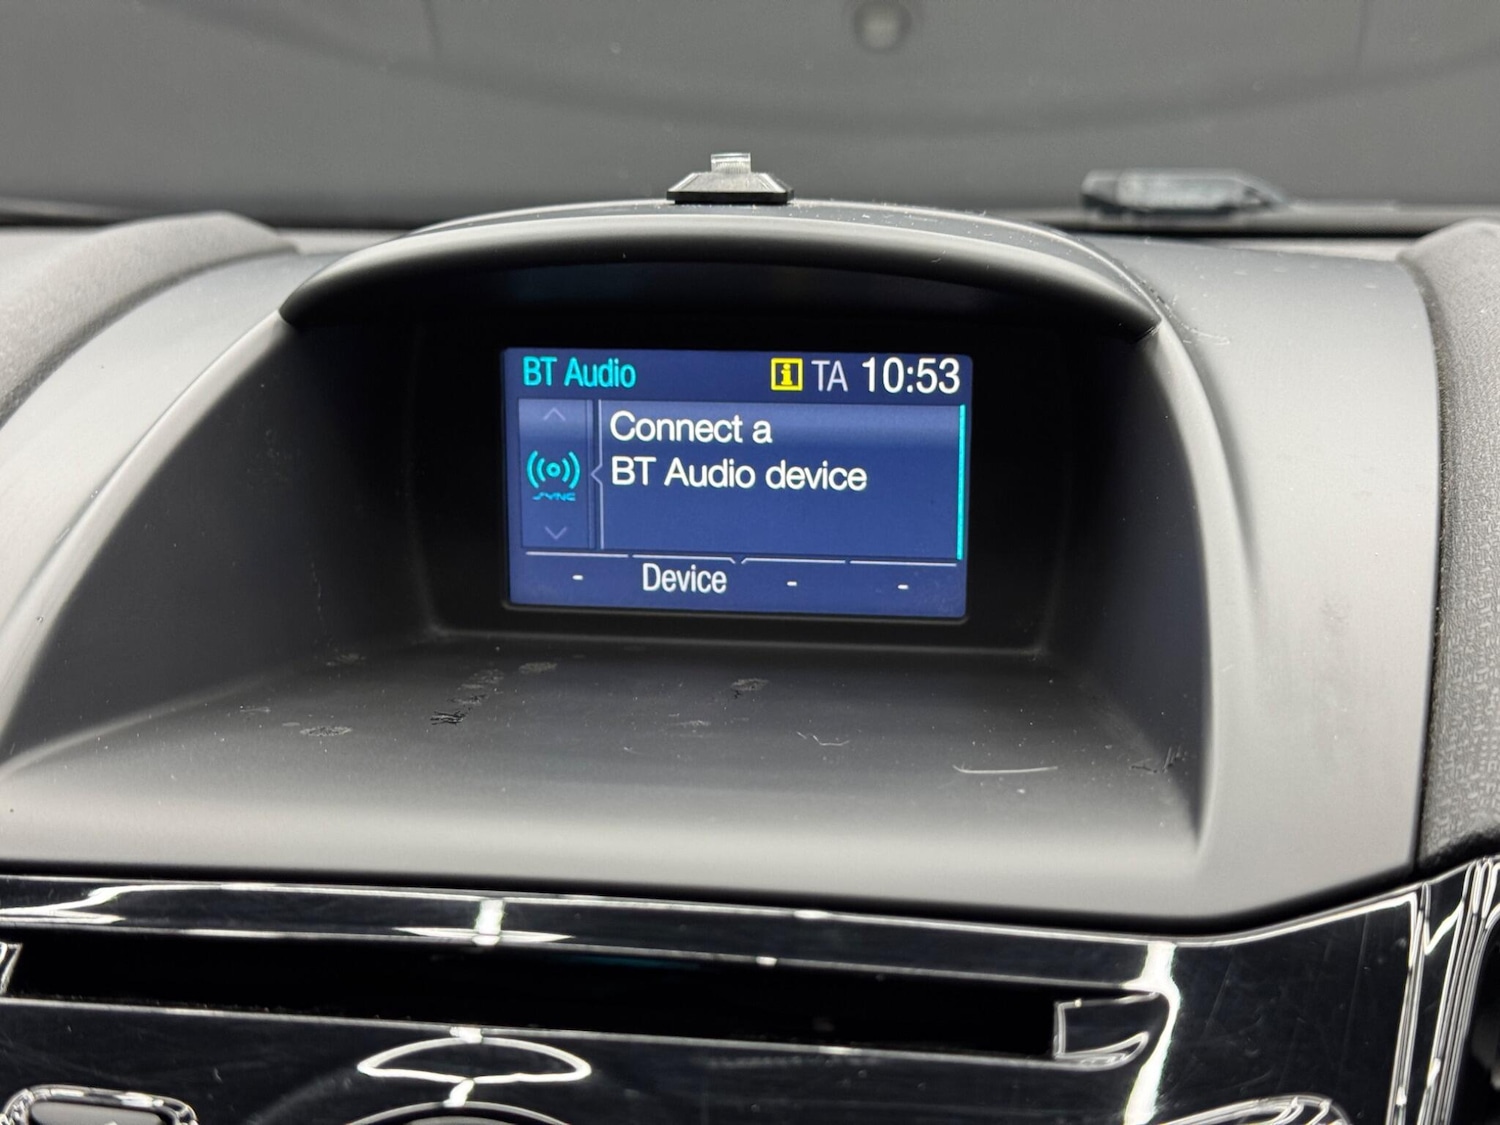 BT Audio i TA 10:53
Connect a
BT Audio device
SYNC
- Device - -